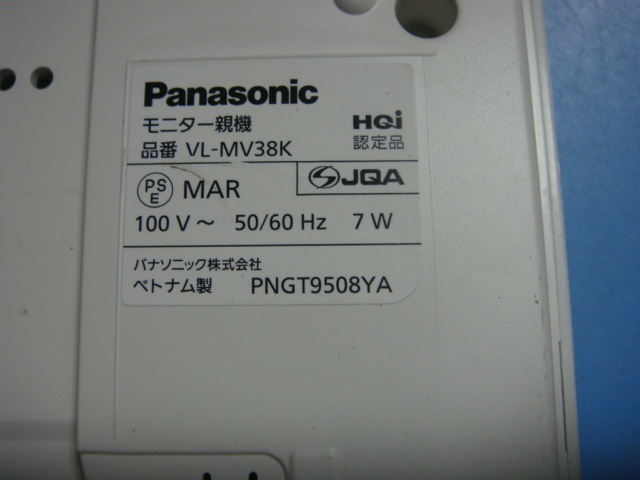 Panasonic
モニター親機
品番 VL-MV38K
HQi
認定品
PSE MAR
JQA
100 V ~ 50/60 Hz 7 W
パナソニック株式会社
ベトナム製 PNGT9508YA